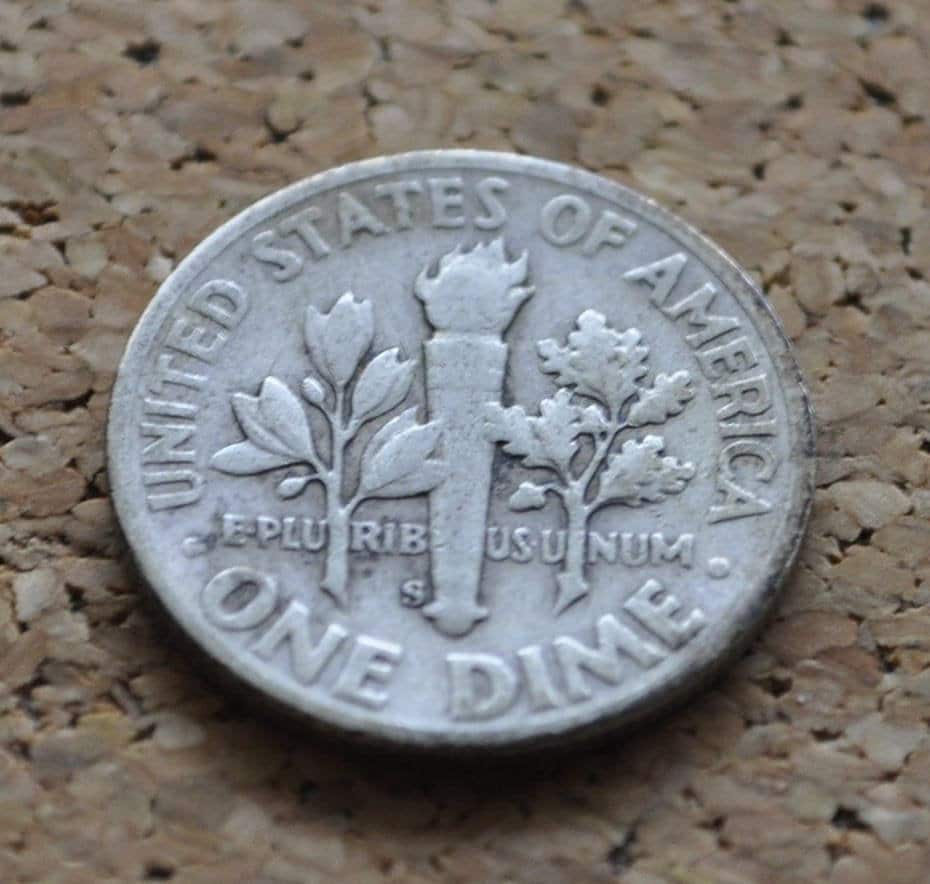 UNITED STATES OF AMERICA
E·PLURIBUS UNUM
S
· ONE DIME ·